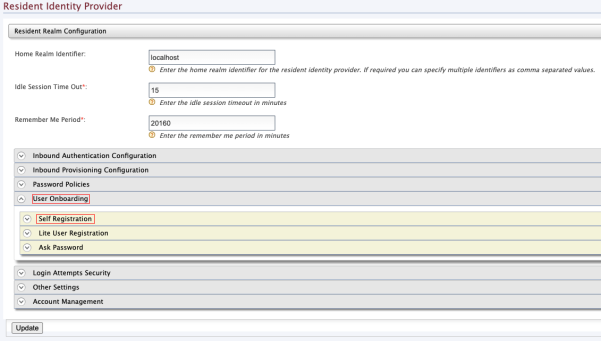 Resident Identity Provider
Resident Realm Configuration
Home Realm Identifier:
localhost
Enter the home realm identifier for the resident identity provider. If required you can specify multiple identifiers as comma separated values.
Idle Session Time Out*:
15
Enter the idle session timeout in minutes
Remember Me Period*:
20160
Enter the remember me period in minutes
Inbound Authentication Configuration
Inbound Provisioning Configuration
Password Policies
User Onboarding
Self Registration
Lite User Registration
Ask Password
Login Attempts Security
Other Settings
Account Management
Update